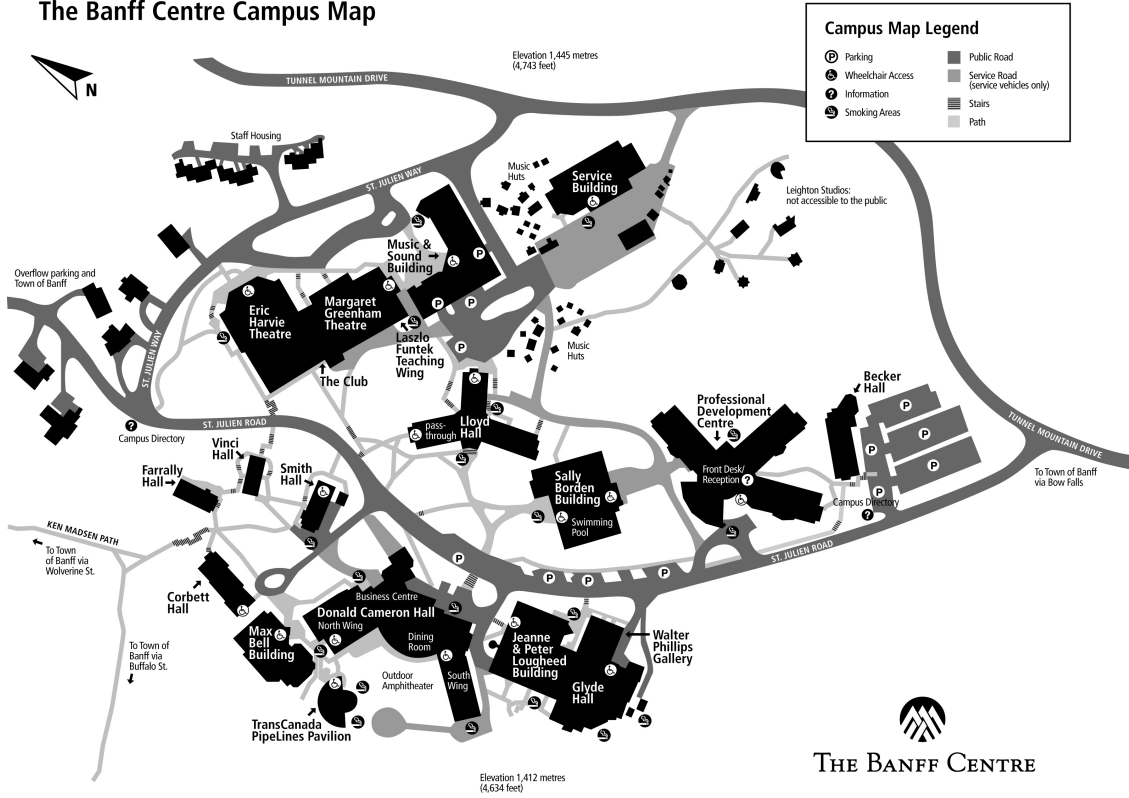 The Banff Centre Campus Map
N
Elevation 1,445 metres
(4,743 feet)
Campus Map Legend
P Parking
Wheelchair Access
? Information
Smoking Areas
Public Road
Service Road
(service vehicles only)
Stairs
Path
TUNNEL MOUNTAIN DRIVE
Staff Housing
ST. JULIEN WAY
Music
Huts
Service
Building
Leighton Studios:
not accessible to the public
Music &
Sound
Building
P
Overflow parking and
Town of Banff
Eric
Harvie
Theatre
Margaret
Greenham
Theatre
P
P
Laszlo
Funtek
Teaching
Wing
P
Music
Huts
The Club
ST. JULIEN WAY
Becker
Hall
P
P
P
P
P
TUNNEL MOUNTAIN DRIVE
To Town of Banff
via Bow Falls
Professional
Development
Centre
Front Desk/
Reception ?
Campus Directory
?
?
Campus Directory
ST. JULIEN ROAD
pass-
through
Lloyd
Hall
Vinci
Hall
Farrally
Hall
Smith
Hall
Sally
Borden
Building
Swimming
Pool
KEN MADSEN PATH
To Town
of Banff via
Wolverine St.
ST. JULIEN ROAD
P
P
P
P
Corbett
Hall
Business Centre
Donald Cameron Hall
North Wing
Dining
Room
Max
Bell
Building
Jeanne
& Peter
Lougheed
Building
Walter
Phillips
Gallery
To Town of
Banff via
Buffalo St.
Outdoor
Amphitheater
South
Wing
Glyde
Hall
TransCanada
PipeLines Pavilion
Elevation 1,412 metres
(4,634 feet)
THE BANFF CENTRE